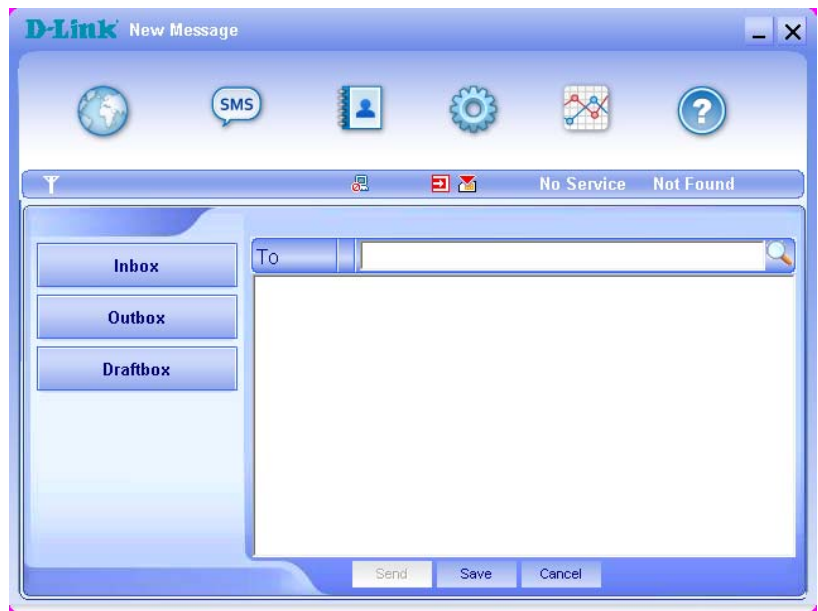 D-Link New Message
SMS
No Service Not Found
Inbox
To
Outbox
Draftbox
Send Save Cancel